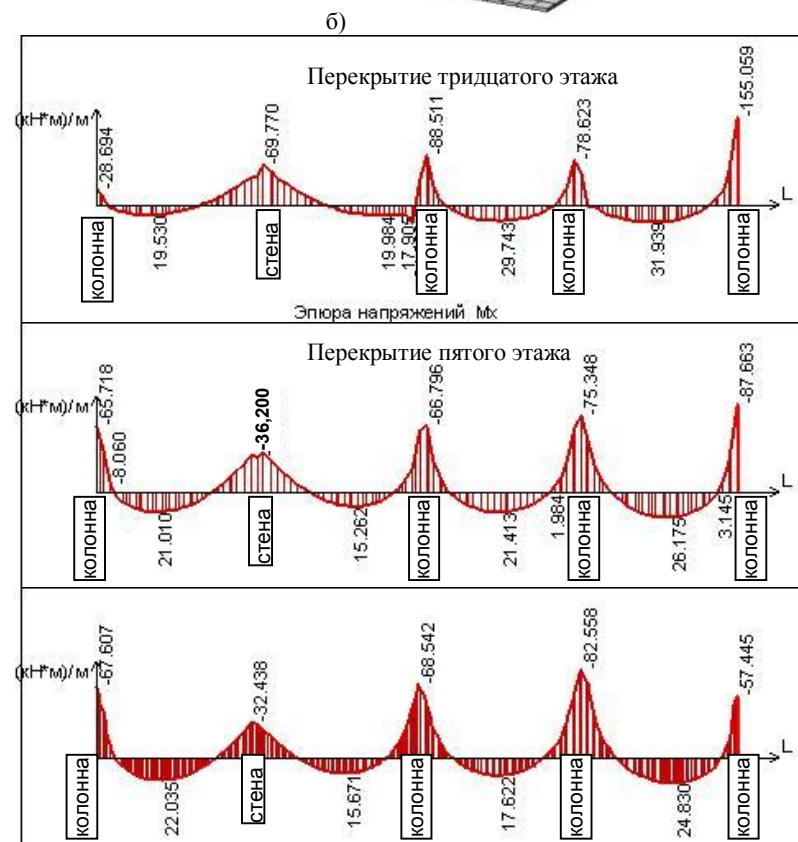 б)
Перекрытие тридцатого этажа
(кН*м)/м
-28.694
-69.770
-88.511
-78.623
-155.059
L
колонна
19.530
стена
19.984
-17.905
колонна
29.743
колонна
31.939
колонна
Эпюра напряжений Mx
Перекрытие пятого этажа
(кН*м)/м
-65.718
-8.060
-36,200
-66.796
-75.348
-87.663
L
колонна
21.010
стена
15.262
колонна
21.413
1.984
колонна
26.175
3.145
колонна
(кН*м)/м
-67.607
-32.438
-68.542
-82.558
-57.445
L
колонна
22.035
стена
15.671
колонна
17.622
колонна
24.830
колонна